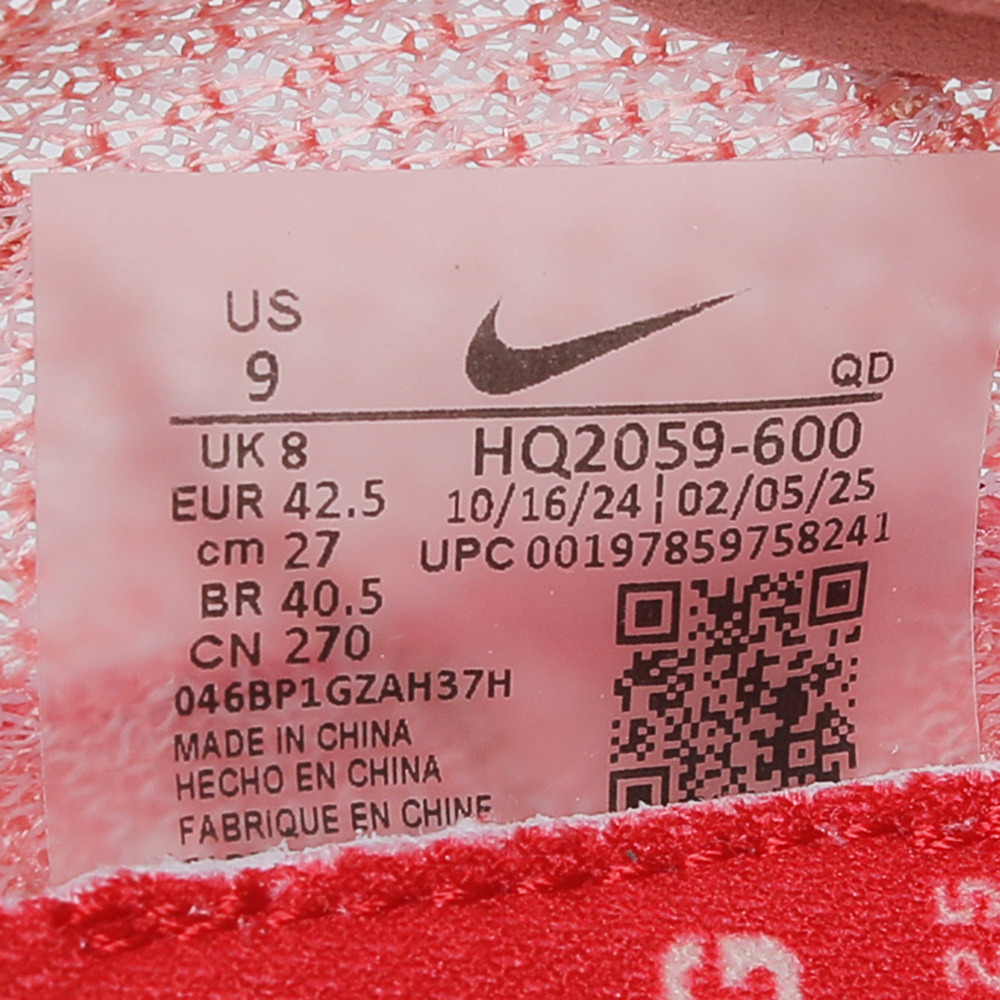 US
9
QD
UK 8
HQ2059-600
EUR 42.5
10/16/24 | 02/05/25
cm 27
UPC 00197859758241
BR 40.5
CN 270
046BP1GZAH37H
MADE IN CHINA
HECHO EN CHINA
FABRIQUE EN CHINE